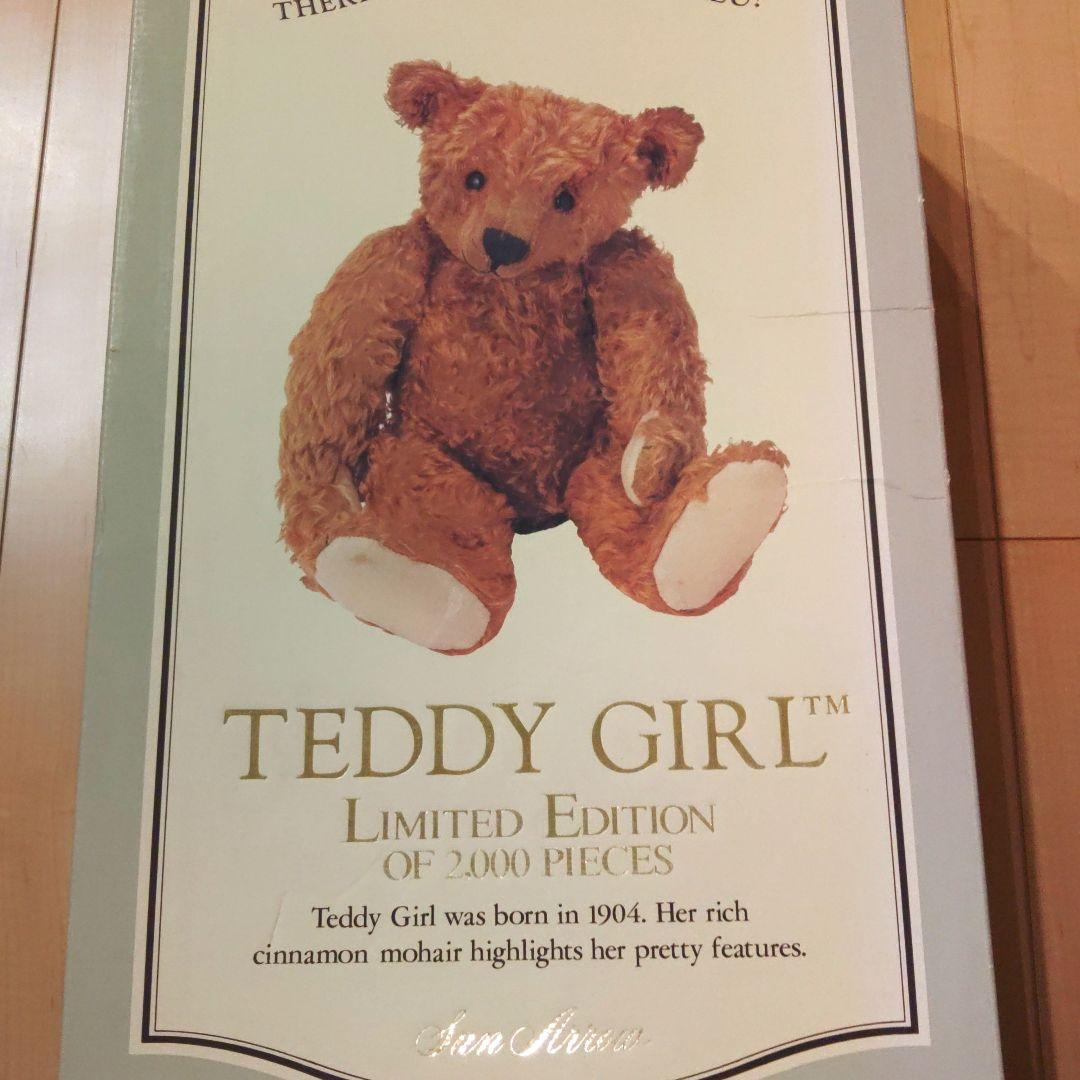 TEDDY GIRL™
LIMITED EDITION
OF 2,000 PIECES
Teddy Girl was born in 1904. Her rich
cinnamon mohair highlights her pretty features.
Sun Arrow